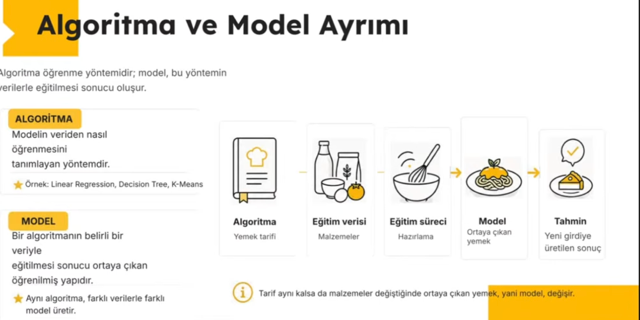 Algoritma ve Model Ayrımı
Algoritma öğrenme yöntemidir; model, bu yöntemin
verilerle eğitilmesi sonucu oluşur.
ALGORİTMA
Modelin veriden nasıl
öğrenmesini
tanımlayan yöntemdir.
Örnek: Linear Regression, Decision Tree, K-Means
MODEL
Bir algoritmanın belirli bir
veriyle
eğitilmesi sonucu ortaya çıkan
öğrenilmiş yapıdır.
Aynı algoritma, farklı verilerle farklı
model üretir.
Algoritma
Yemek tarifi
Eğitim verisi
Malzemeler
Eğitim süreci
Hazırlama
Model
Ortaya çıkan
yemek
Tahmin
Yeni girdiye
üretilen sonuç
Tarif aynı kalsa da malzemeler değiştiğinde ortaya çıkan yemek, yani model, değişir.